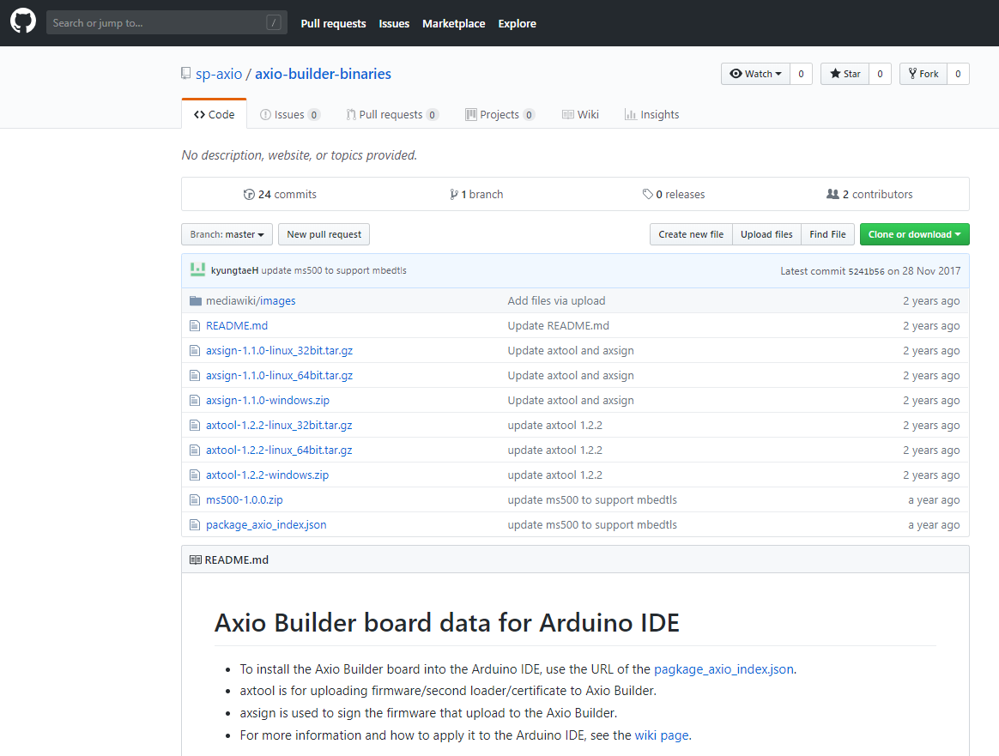 Search or jump to... /
Pull requests Issues Marketplace Explore
sp-axio / axio-builder-binaries
Watch 0 Star 0 Fork 0
Code Issues 0 Pull requests 0 Projects 0 Wiki Insights
No description, website, or topics provided.
24 commits 1 branch 0 releases 2 contributors
Branch: master New pull request Create new file Upload files Find File Clone or download
kyungtaeH update ms500 to support mbedtls Latest commit 5241b56 on 28 Nov 2017
mediawiki/images Add files via upload 2 years ago
README.md Update README.md 2 years ago
axsign-1.1.0-linux_32bit.tar.gz Update axtool and axsign 2 years ago
axsign-1.1.0-linux_64bit.tar.gz Update axtool and axsign 2 years ago
axsign-1.1.0-windows.zip Update axtool and axsign 2 years ago
axtool-1.2.2-linux_32bit.tar.gz update axtool 1.2.2 2 years ago
axtool-1.2.2-linux_64bit.tar.gz update axtool 1.2.2 2 years ago
axtool-1.2.2-windows.zip update axtool 1.2.2 2 years ago
ms500-1.0.0.zip update ms500 to support mbedtls a year ago
package_axio_index.json update ms500 to support mbedtls a year ago
README.md
Axio Builder board data for Arduino IDE
• To install the Axio Builder board into the Arduino IDE, use the URL of the pagkage_axio_index.json.
• axtool is for uploading firmware/second loader/certificate to Axio Builder.
• axsign is used to sign the firmware that upload to the Axio Builder.
• For more information and how to apply it to the Arduino IDE, see the wiki page.